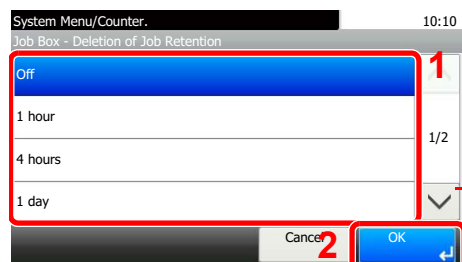 System Menu/Counter. 10:10
Job Box - Deletion of Job Retention
1
Off
1 hour
1/2
4 hours
1 day
Cancel 2 OK